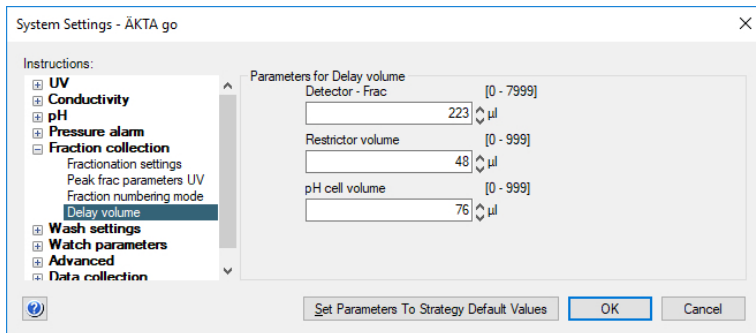 System Settings - ÄKTA go
Instructions:
UV
Conductivity
pH
Pressure alarm
Fraction collection
Fractionation settings
Peak frac parameters UV
Fraction numbering mode
Delay volume
Wash settings
Watch parameters
Advanced
Data collection
Parameters for Delay volume
Detector - Frac [0 - 7999]
223 µl
Restrictor volume [0 - 999]
48 µl
pH cell volume [0 - 999]
76 µl
Set Parameters To Strategy Default Values OK Cancel